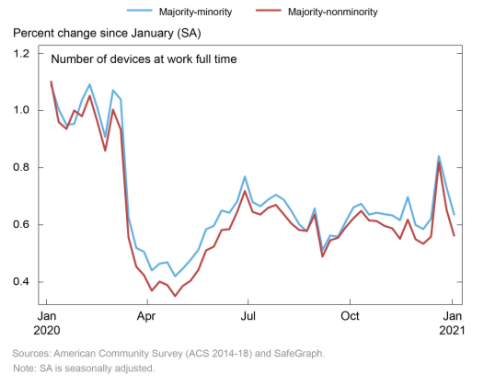 Majority-minority Majority-nonminority
Percent change since January (SA)
Number of devices at work full time
1.2
1.0
0.8
0.6
0.4
Jan Apr Jul Oct Jan
2020 2021
Sources: American Community Survey (ACS 2014-18) and SafeGraph.
Note: SA is seasonally adjusted.